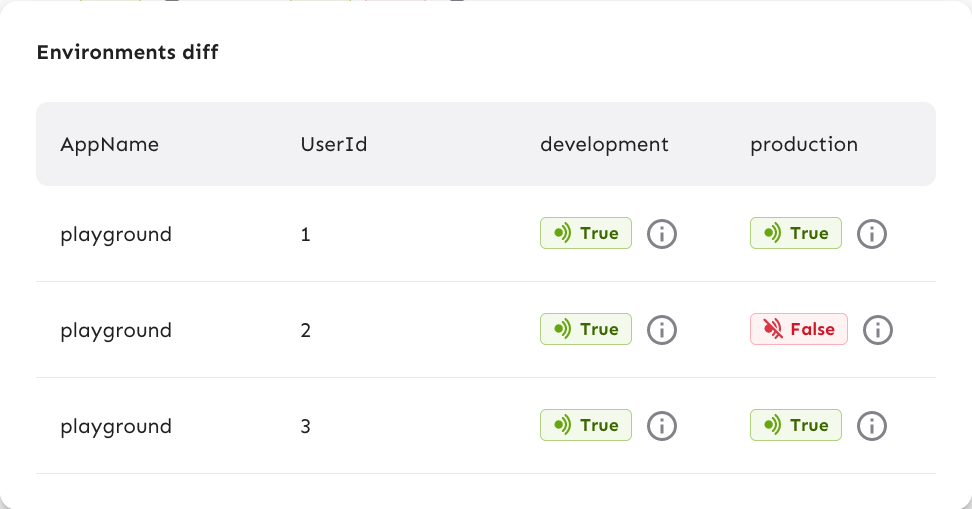 Environments diff
AppName UserId development production
playground 1 True True
playground 2 True False
playground 3 True True